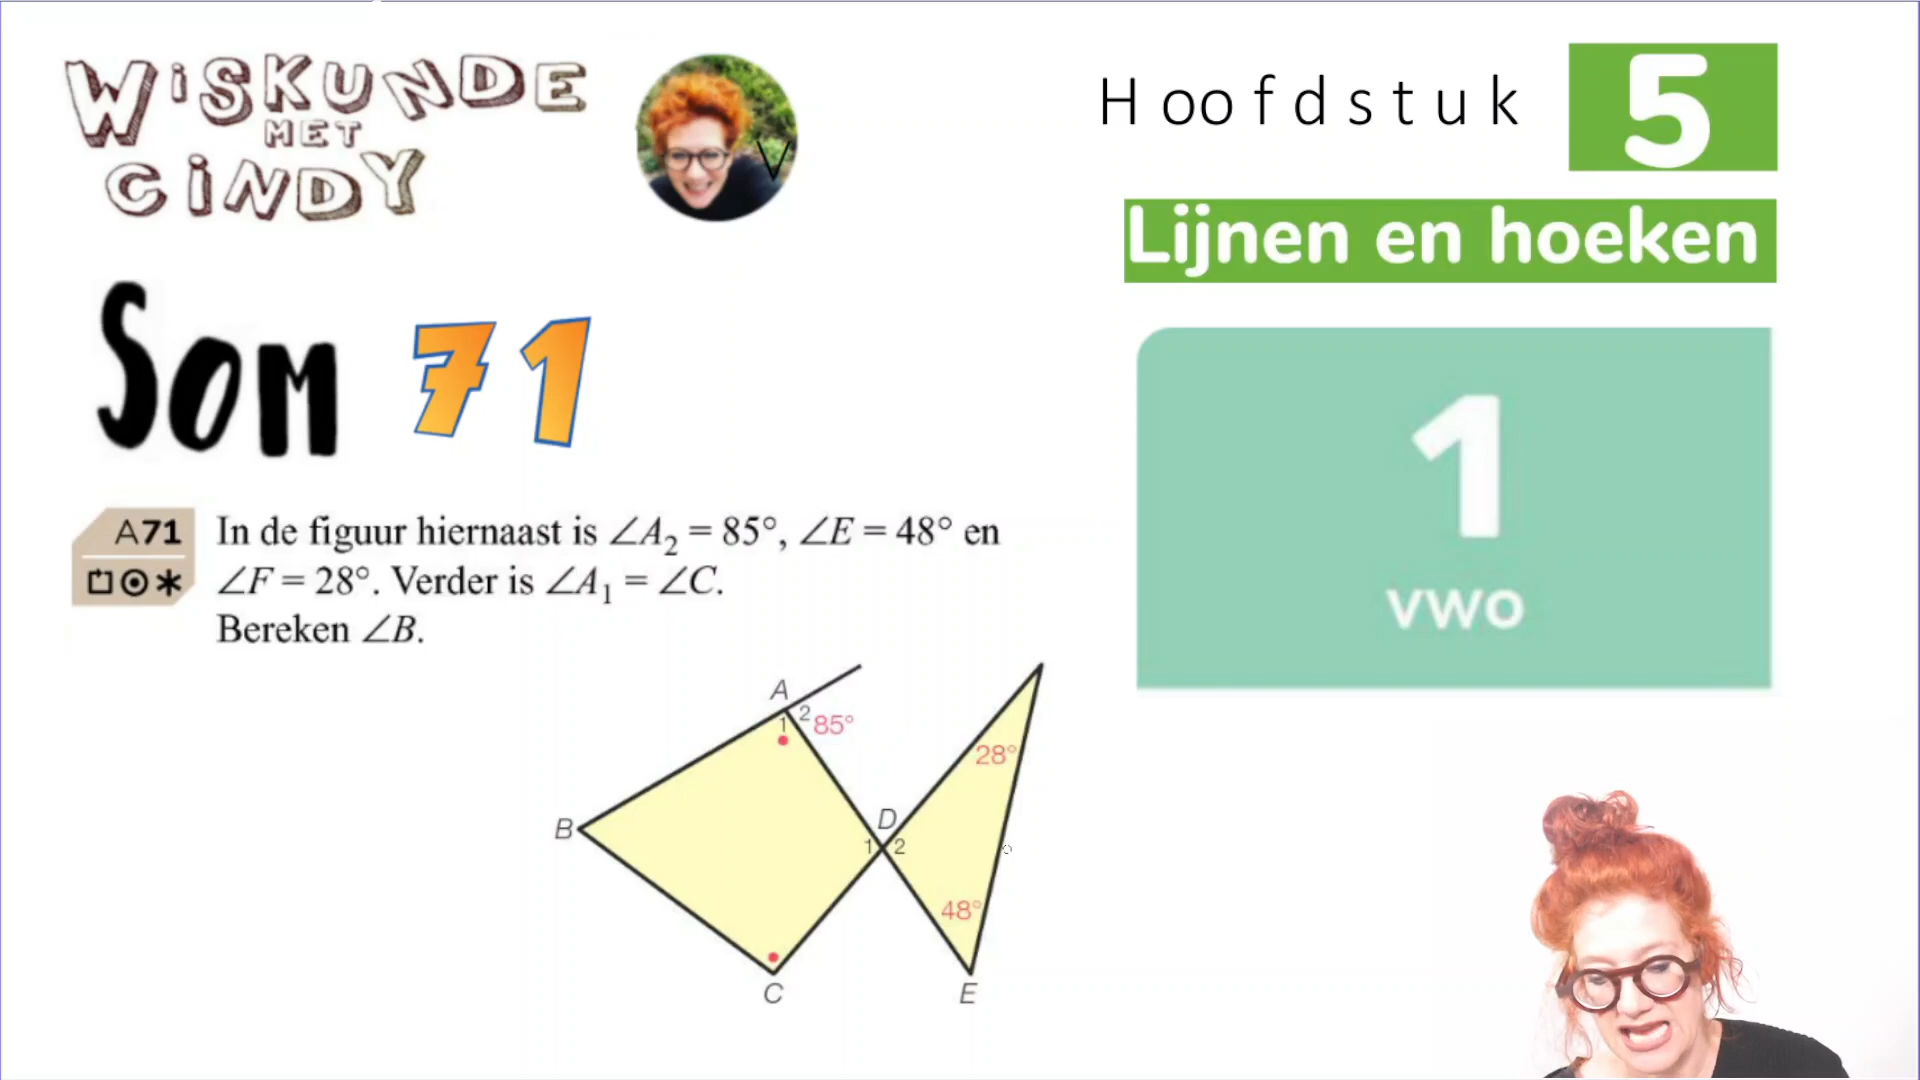 WiSKUNDE
MET
CiNDY
V
Hoofdstuk 5
Lijnen en hoeken
Som 71
1
vwo
A71
In de figuur hiernaast is ∠A₂ = 85°, ∠E = 48° en
∠F = 28°. Verder is ∠A₁ = ∠C.
Bereken ∠B.
A
1
2
85°
28°
B
D
1
2
48°
C
E